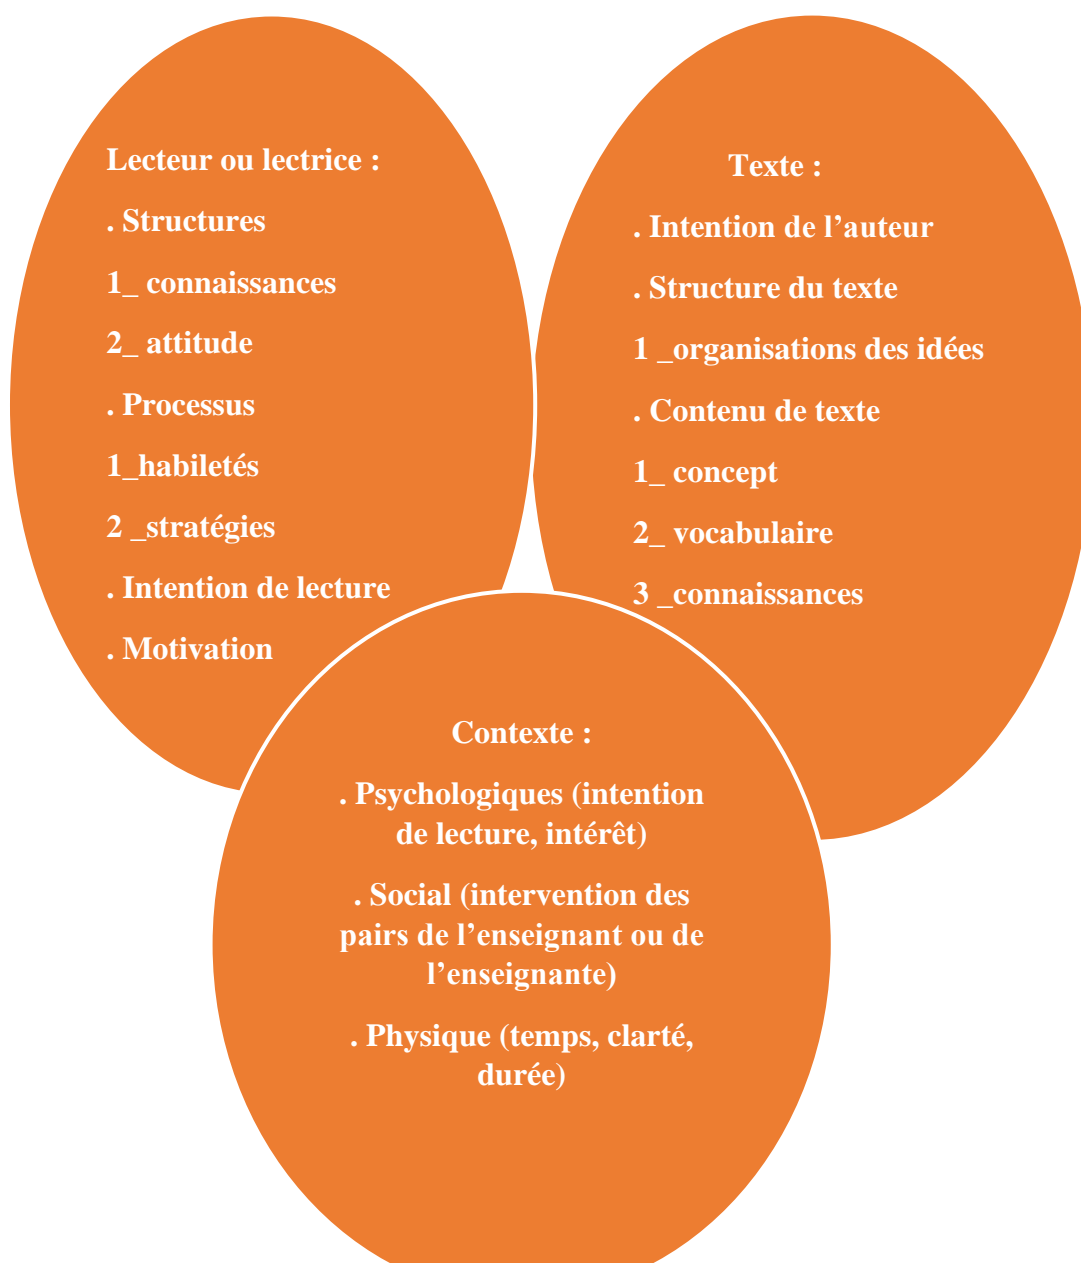 Lecteur ou lectrice :
. Structures
1_ connaissances
2_ attitude
. Processus
1_habiletés
2 _stratégies
. Intention de lecture
. Motivation
Texte :
. Intention de l’auteur
. Structure du texte
1 _organisations des idées
. Contenu de texte
1_ concept
2_ vocabulaire
3 _connaissances
Contexte :
. Psychologiques (intention
de lecture, intérêt)
. Social (intervention des
pairs de l’enseignant ou de
l’enseignante)
. Physique (temps, clarté,
durée)